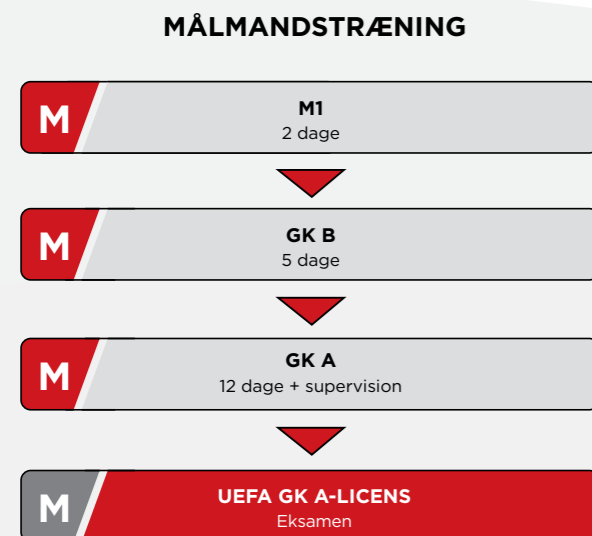 MÅLMANDSTRÆNING
M
M1
2 dage
M
GK B
5 dage
M
GK A
12 dage + supervision
M
UEFA GK A-LICENS
Eksamen